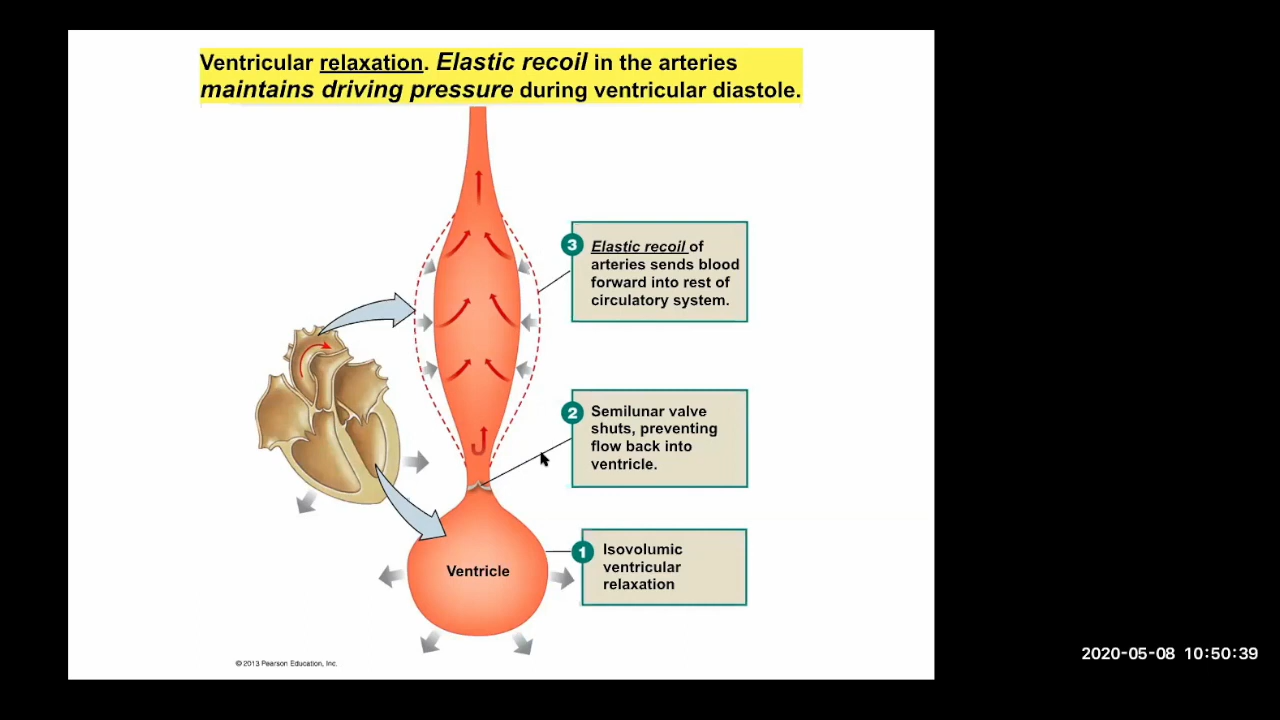 Ventricular relaxation. Elastic recoil in the arteries
maintains driving pressure during ventricular diastole.
3
Elastic recoil of
arteries sends blood
forward into rest of
circulatory system.
2
Semilunar valve
shuts, preventing
flow back into
ventricle.
1
Isovolumic
ventricular
relaxation
Ventricle
© 2013 Pearson Education, Inc.
2020-05-08 10:50:39